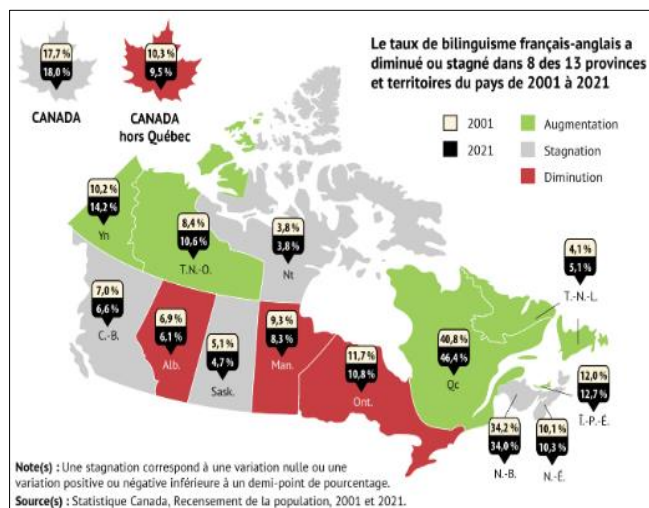 17,7 %
18,0 %
CANADA
10,3 %
9,5 %
CANADA
hors Québec
Le taux de bilinguisme français-anglais a
diminué ou stagné dans 8 des 13 provinces
et territoires du pays de 2001 à 2021
2001
2021
Augmentation
Stagnation
Diminution
10,2 %
14,2 %
Yn
8,4 %
10,6 %
T.N.-O.
3,8 %
3,8 %
Nt
7,0 %
6,6 %
C.-B.
6,9 %
6,1 %
Alb.
5,1 %
4,7 %
Sask.
9,3 %
8,3 %
Man.
11,7 %
10,8 %
Ont.
40,8 %
46,4 %
Qc
4,1 %
5,1 %
T.-N.-L.
12,0 %
12,7 %
Î.-P.-É.
34,2 %
34,0 %
N.-B.
10,1 %
10,3 %
N.-É.
Note(s) : Une stagnation correspond à une variation nulle ou une
variation positive ou négative inférieure à un demi-point de pourcentage.
Source(s) : Statistique Canada, Recensement de la population, 2001 et 2021.